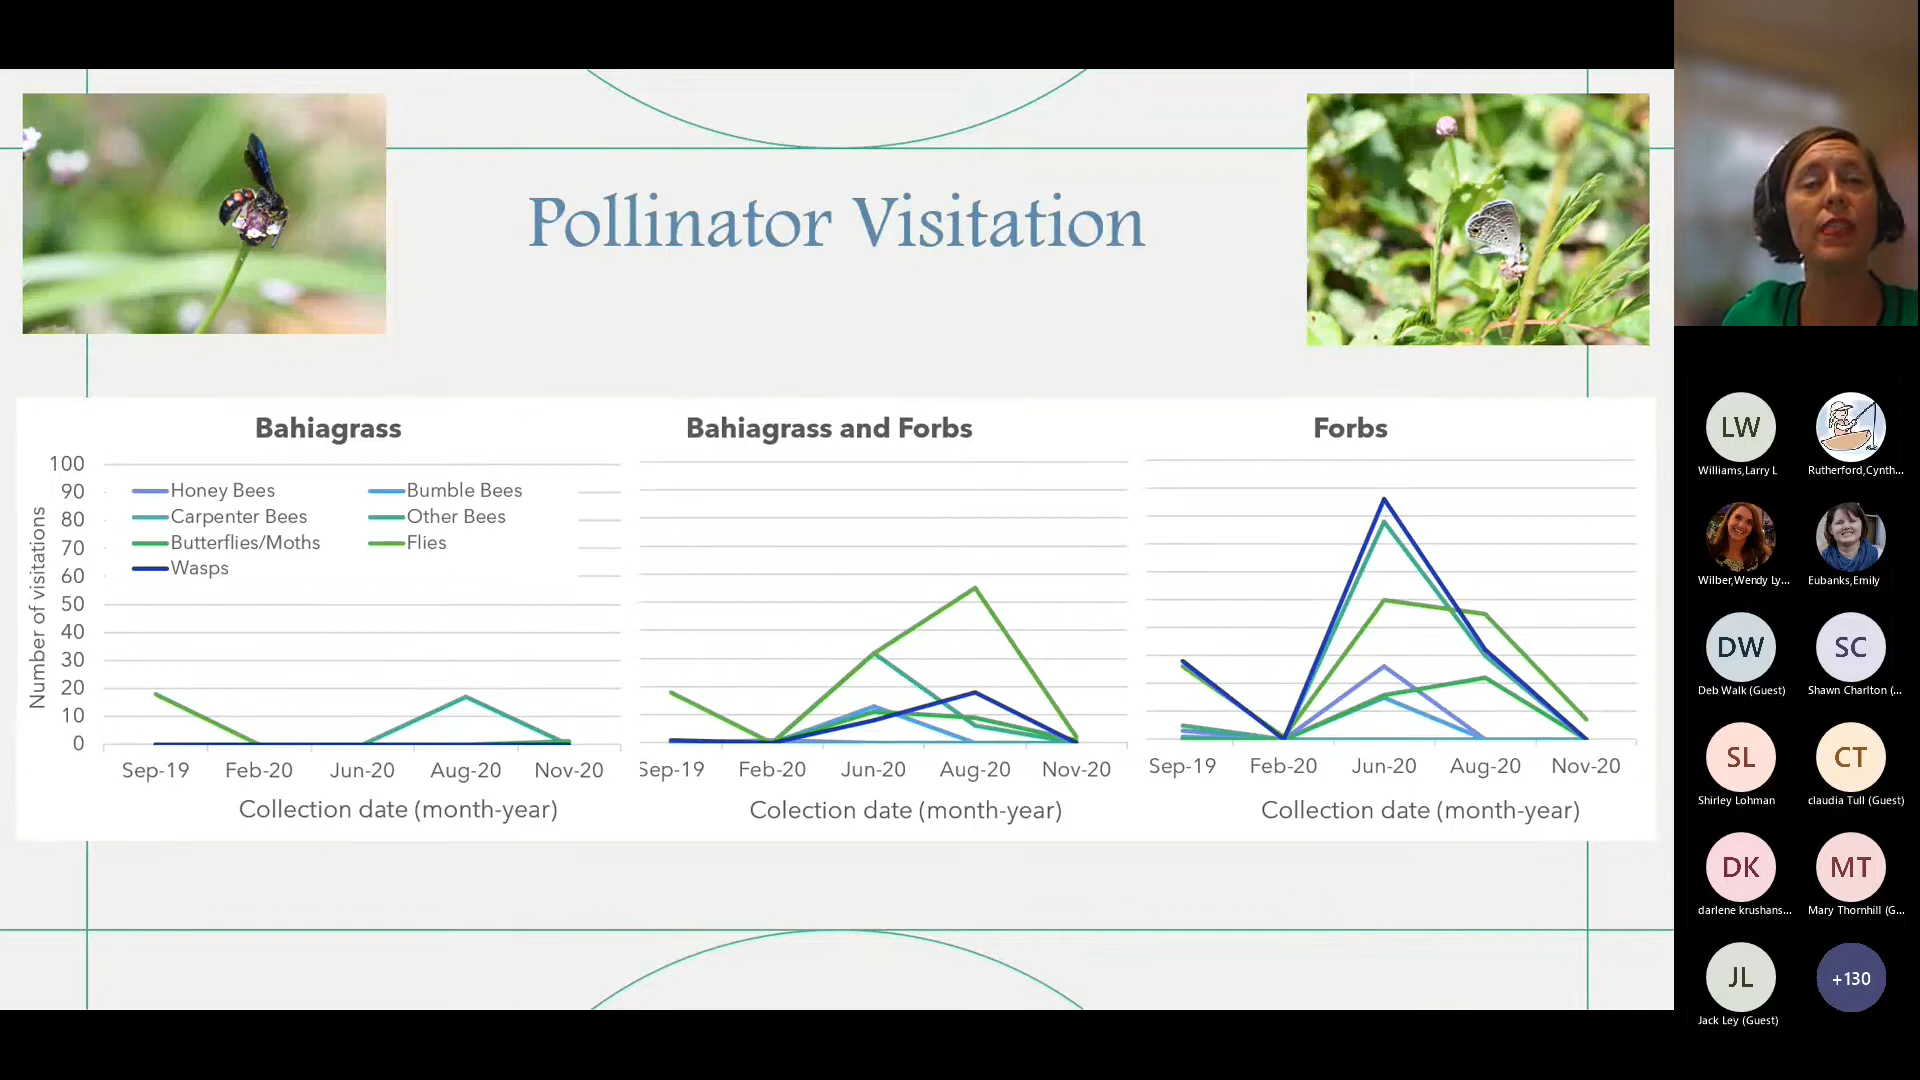 Pollinator Visitation
Bahiagrass
Bahiagrass and Forbs
Forbs
Number of visitations
100
90
80
70
60
50
40
30
20
10
0
Honey Bees
Bumble Bees
Carpenter Bees
Other Bees
Butterflies/Moths
Flies
Wasps
Sep-19 Feb-20 Jun-20 Aug-20 Nov-20
Collection date (month-year)
Sep-19 Feb-20 Jun-20 Aug-20 Nov-20
Colection date (month-year)
Sep-19 Feb-20 Jun-20 Aug-20 Nov-20
Collection date (month-year)
LW
Williams,Larry L
Rutherford,Cynth...
Wilber,Wendy Ly...
Eubanks,Emily
DW
Deb Walk (Guest)
SC
Shawn Charlton (...
SL
Shirley Lohman
CT
claudia Tull (Guest)
DK
darlene krushans...
MT
Mary Thornhill (G...
JL
Jack Ley (Guest)
+130